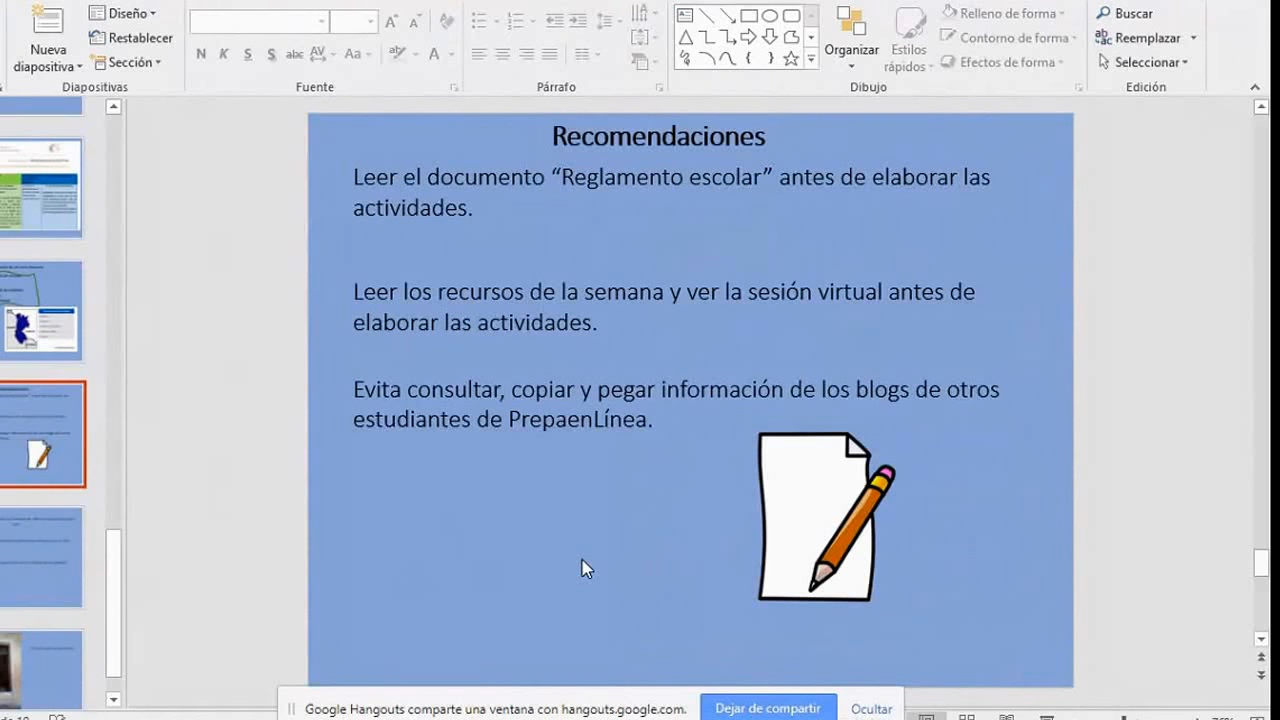 Diseño
Nueva diapositiva
Restablecer
Sección
Diapositivas
N K S S abc AV Aa A
Fuente
Párrafo
Organizar
Estilos rápidos
Relleno de forma
Contorno de forma
Efectos de forma
Dibujo
Buscar
Reemplazar
Seleccionar
Edición
Recomendaciones
Leer el documento “Reglamento escolar” antes de elaborar las
actividades.
Leer los recursos de la semana y ver la sesión virtual antes de
elaborar las actividades.
Evita consultar, copiar y pegar información de los blogs de otros
estudiantes de PrepaenLínea.
Google Hangouts comparte una ventana con hangouts.google.com.
Dejar de compartir
Ocultar